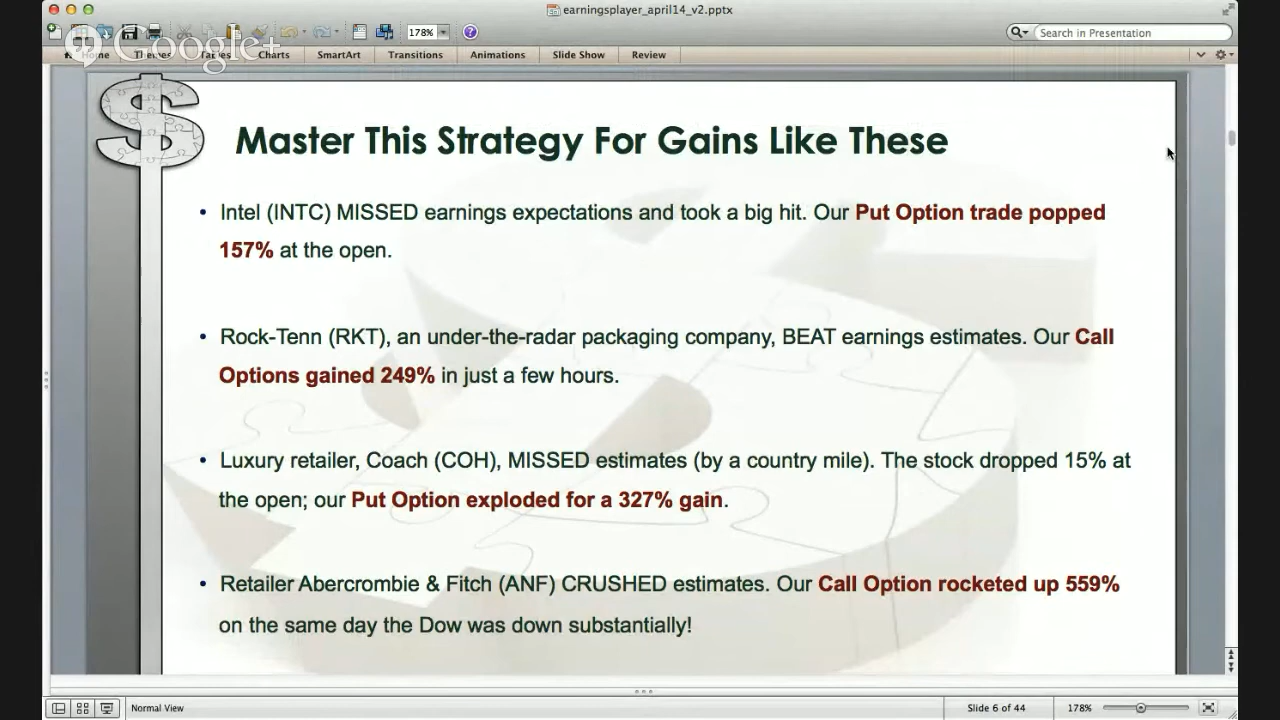 earningsplayer_april14_v2.pptx
178%
Search in Presentation
Google+
Home Themes Tables Charts SmartArt Transitions Animations Slide Show Review
$
Master This Strategy For Gains Like These
• Intel (INTC) MISSED earnings expectations and took a big hit. Our Put Option trade popped
157% at the open.
• Rock-Tenn (RKT), an under-the-radar packaging company, BEAT earnings estimates. Our Call
Options gained 249% in just a few hours.
• Luxury retailer, Coach (COH), MISSED estimates (by a country mile). The stock dropped 15% at
the open; our Put Option exploded for a 327% gain.
• Retailer Abercrombie & Fitch (ANF) CRUSHED estimates. Our Call Option rocketed up 559%
on the same day the Dow was down substantially!
Normal View
Slide 6 of 44
178%